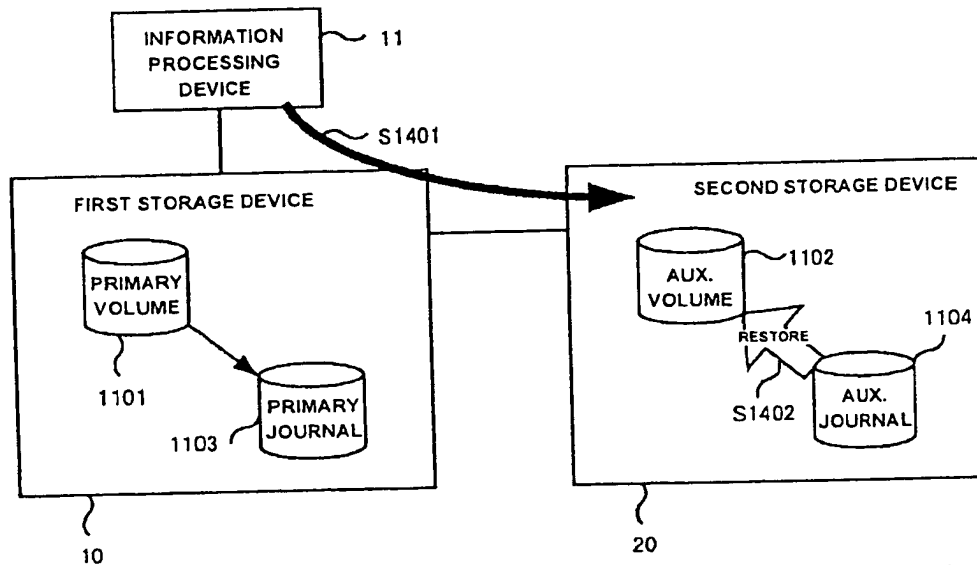 INFORMATION
PROCESSING
DEVICE
11
S1401
FIRST STORAGE DEVICE
SECOND STORAGE DEVICE
PRIMARY
VOLUME
1101
PRIMARY
JOURNAL
1103
AUX.
VOLUME
1102
RESTORE
1104
S1402
AUX.
JOURNAL
10
20